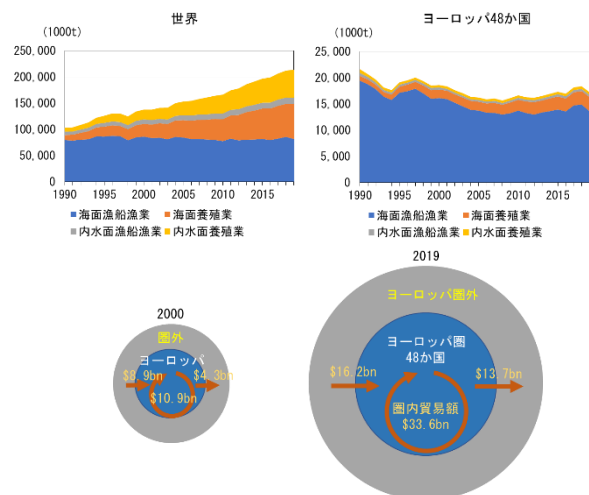 世界
(1000t)
250,000
200,000
150,000
100,000
50,000
0
1990
1995
2000
2005
2010
2015
海面漁船漁業
海面養殖業
内水面漁船漁業
内水面養殖業
ヨーロッパ48か国
(1000t)
25,000
20,000
15,000
10,000
5,000
0
1990
1995
2000
2005
2010
2015
海面漁船漁業
海面養殖業
内水面漁船漁業
内水面養殖業
2000
圏外
ヨーロッパ
$8.9bn
$4.3bn
$10.9bn
2019
ヨーロッパ圏外
ヨーロッパ圏
48か国
$16.2bn
$13.7bn
圏内貿易額
$33.6bn